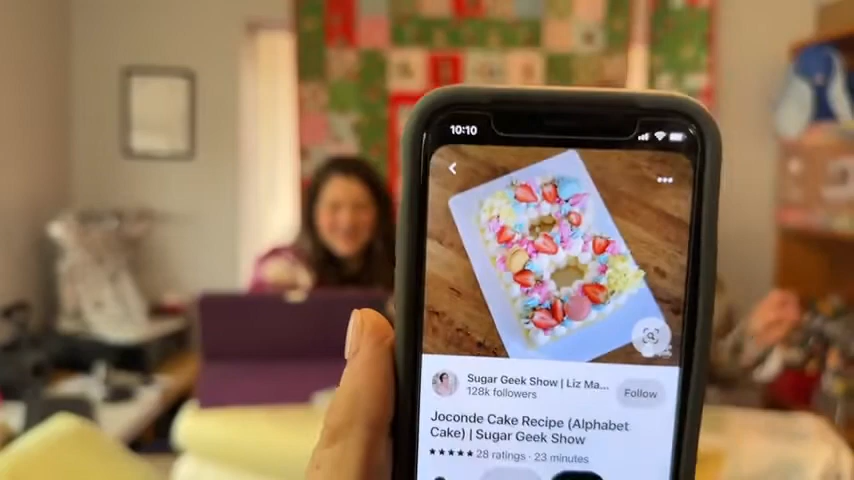 10:10
Sugar Geek Show | Liz Ma...
128k followers
Follow
Joconde Cake Recipe (Alphabet
Cake) | Sugar Geek Show
28 ratings · 23 minutes